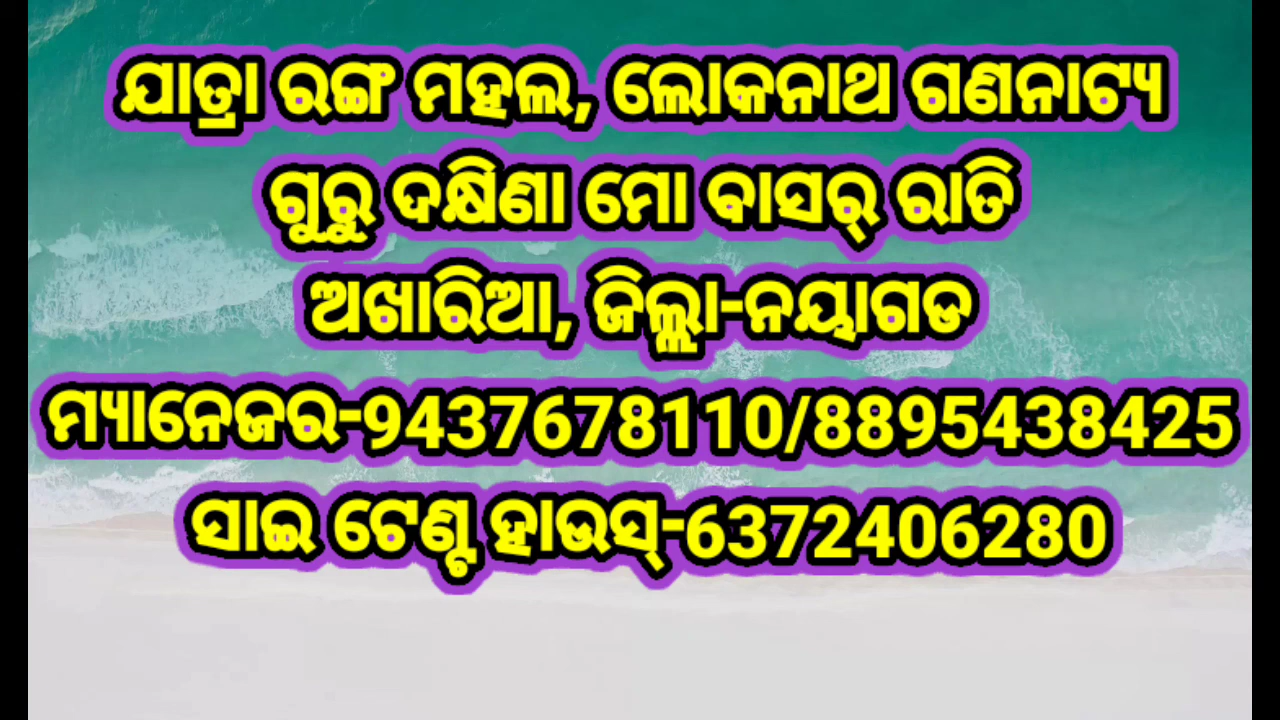 ଯାତ୍ରା ରଙ୍ଗ ମହଲ, ଲୋକନାଥ ଗଣନାଟ୍ୟ
ଗୁରୁ ଦକ୍ଷିଣା ମୋ ଵାସର୍ ରାତି
ଅଖାରିଆ, ଜିଲ୍ଲା-ନୟାଗଡ
ମ୍ୟାନେଜର-9437678110/8895438425
ସାଇ ଟେଣ୍ଟ ହାଉସ୍-6372406280